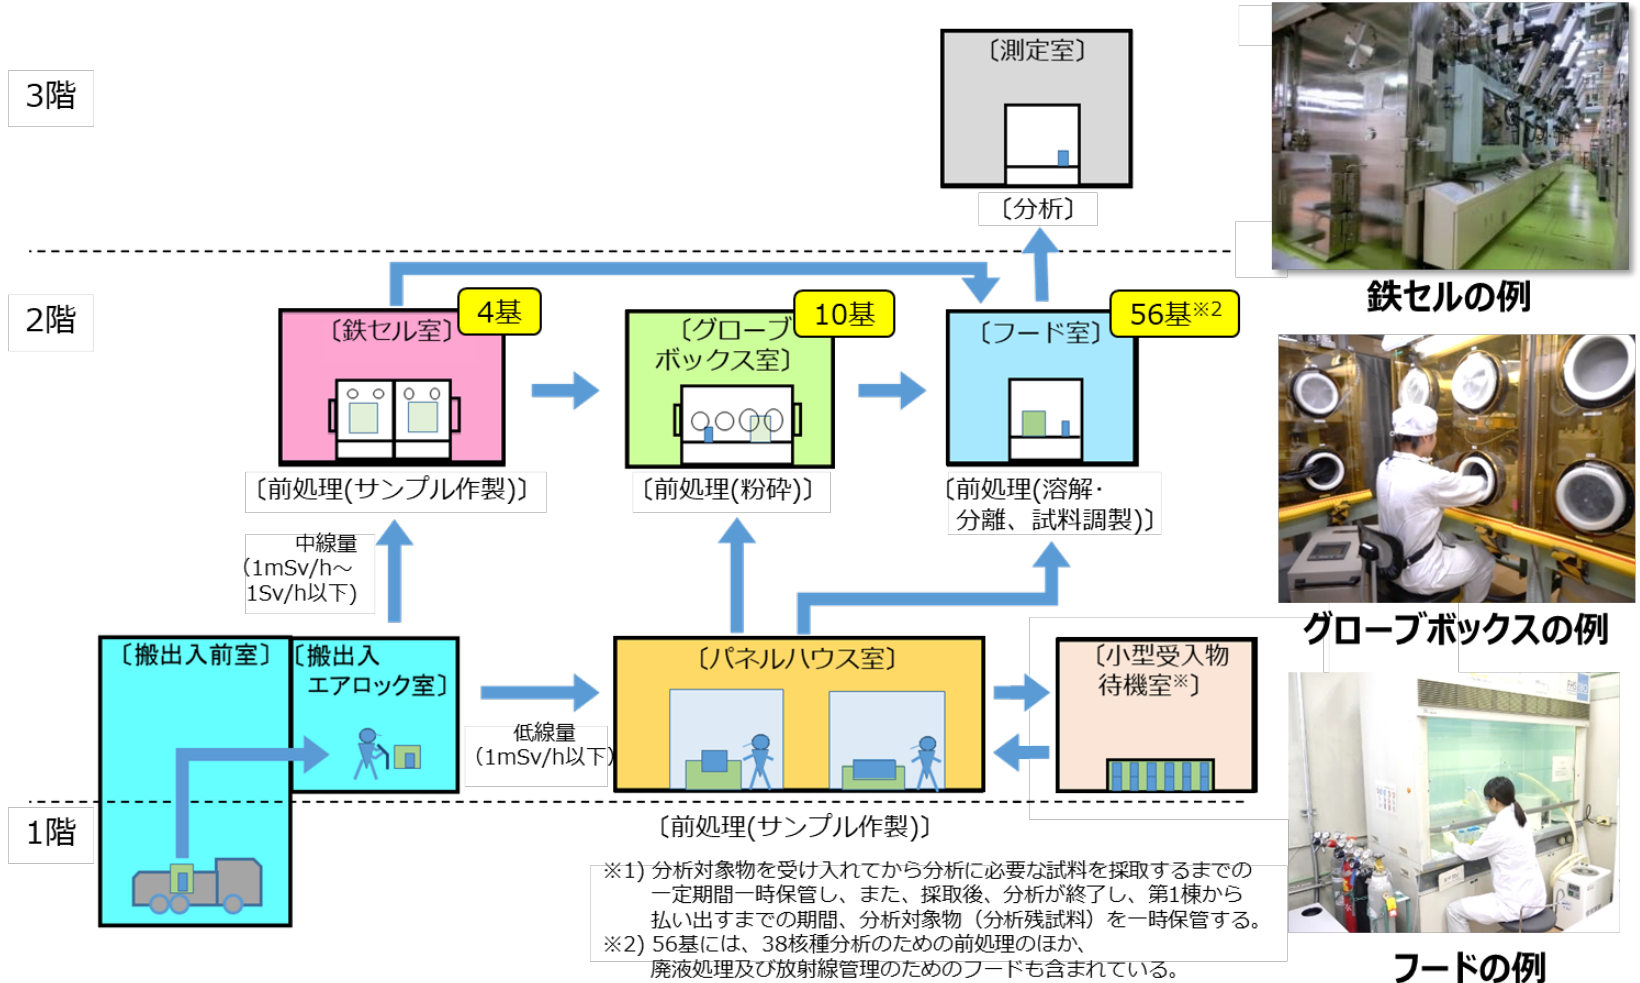 3階
〔測定室〕
〔分析〕
鉄セルの例
2階
〔鉄セル室〕
4基
〔グローブ
ボックス室〕
10基
〔フード室〕
56基※2
〔前処理(サンプル作製)〕
〔前処理(粉砕)〕
〔前処理(溶解・
分離、試料調製)〕
中線量
(1mSv/h～
1Sv/h以下)
グローブボックスの例
〔搬出入前室〕
〔搬出入
エアロック室〕
低線量
(1mSv/h以下)
〔パネルハウス室〕
〔小型受入物
待機室※〕
1階
〔前処理(サンプル作製)〕
※1) 分析対象物を受け入れてから分析に必要な試料を採取するまでの
一定期間一時保管し、また、採取後、分析が終了し、第1棟から
払い出すまでの期間、分析対象物（分析残試料）を一時保管する。
※2) 56基には、38核種分析のための前処理のほか、
廃液処理及び放射線管理のためのフードも含まれている。
フードの例